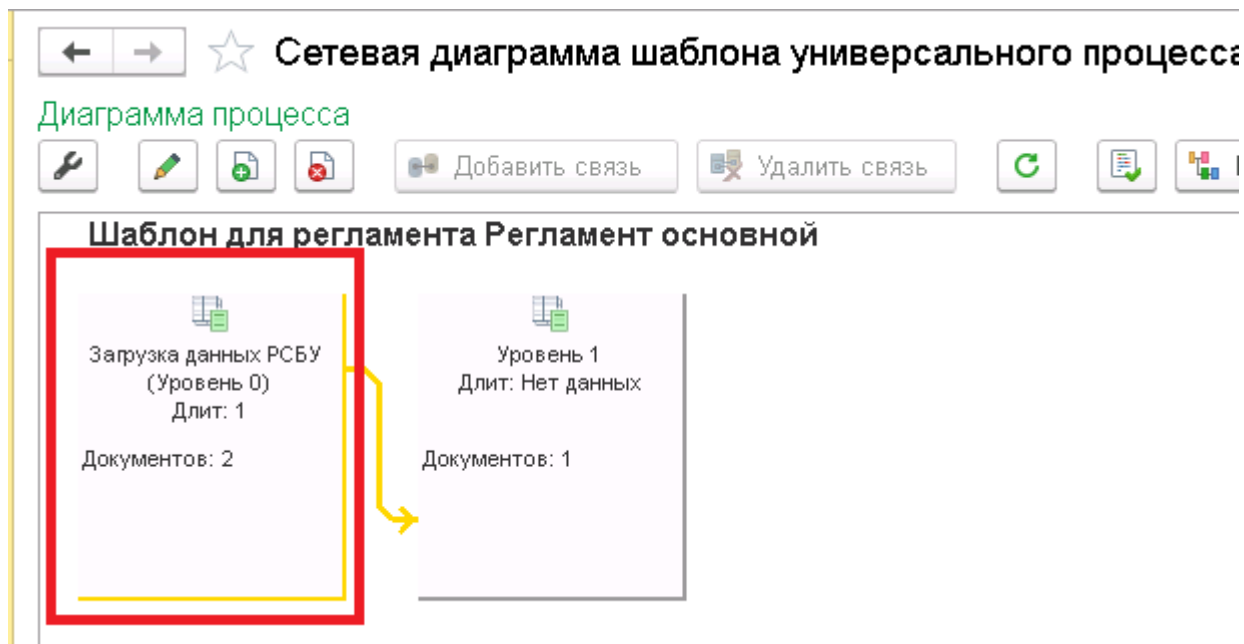 Сетевая диаграмма шаблона универсального процесса
Диаграмма процесса
Добавить связь
Удалить связь
Шаблон для регламента Регламент основной
Загрузка данных РСБУ
(Уровень 0)
Длит: 1
Документов: 2
Уровень 1
Длит: Нет данных
Документов: 1